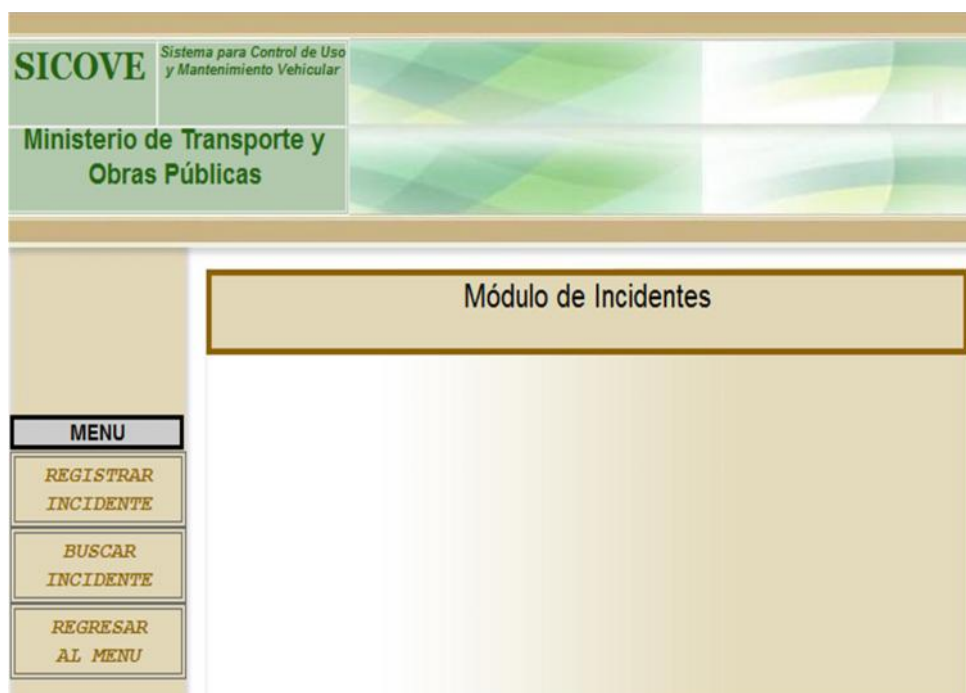 SICOVE
Sistema para Control de Uso
y Mantenimiento Vehicular
Ministerio de Transporte y
Obras Públicas
Módulo de Incidentes
MENU
REGISTRAR
INCIDENTE
BUSCAR
INCIDENTE
REGRESAR
AL MENU